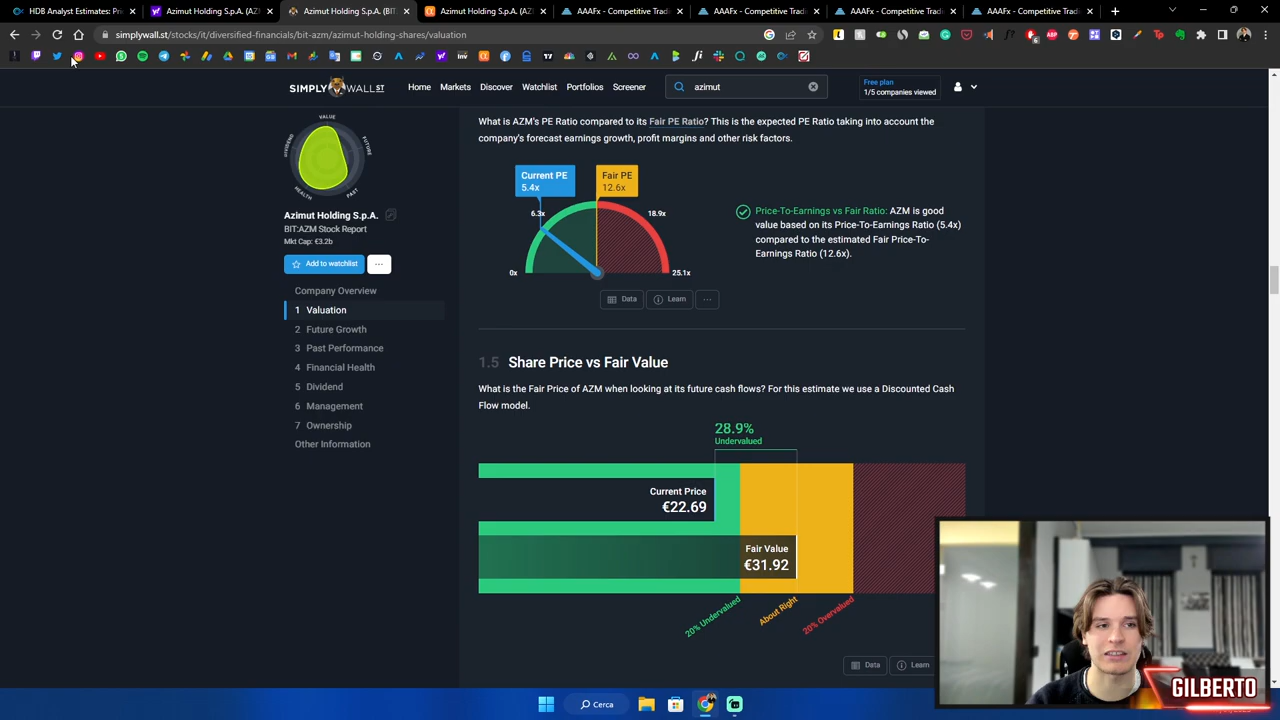 HDB Analyst Estimates: Pric
Azimut Holding S.p.A. (AZM
Azimut Holding S.p.A. (BIT:
Azimut Holding S.p.A. (AZIH
AAAFx - Competitive Tradin
AAAFx - Competitive Tradin
AAAFx - Competitive Tradin
AAAFx - Competitive Tradin
simplywall.st/stocks/it/diversified-financials/bit-azm/azimut-holding-shares/valuation
SIMPLY WALL ST
Home
Watchlist
Discover
Portfolios
Screener
azimut
Free plan
1/5 companies viewed
VALUE
FUTURE
PAST
HEALTH
DIVIDEND
Azimut Holding S.p.A.
BIT:AZM Stock Report
Mkt Cap: €3.2b
Add to watchlist
Company Overview
1 Valuation
2 Future Growth
3 Past Performance
4 Financial Health
5 Dividend
6 Management
7 Ownership
Other Information
What is AZM's PE Ratio compared to its Fair PE Ratio? This is the expected PE Ratio taking into account the
company's forecast earnings growth, profit margins and other risk factors.
Current PE
5.4x
Fair PE
12.6x
6.3x
18.9x
0x
25.1x
Price-To-Earnings vs Fair Ratio: AZM is good
value based on its Price-To-Earnings Ratio (5.4x)
compared to the estimated Fair Price-To-
Earnings Ratio (12.6x).
Data
Learn
1.5 Share Price vs Fair Value
What is the Fair Price of AZM when looking at its future cash flows? For this estimate we use a Discounted Cash
Flow model.
28.9%
Undervalued
Current Price
€22.69
Fair Value
€31.92
20% Undervalued
About Right
20% Overvalued
Data
Learn
GILBERTO
Cerca